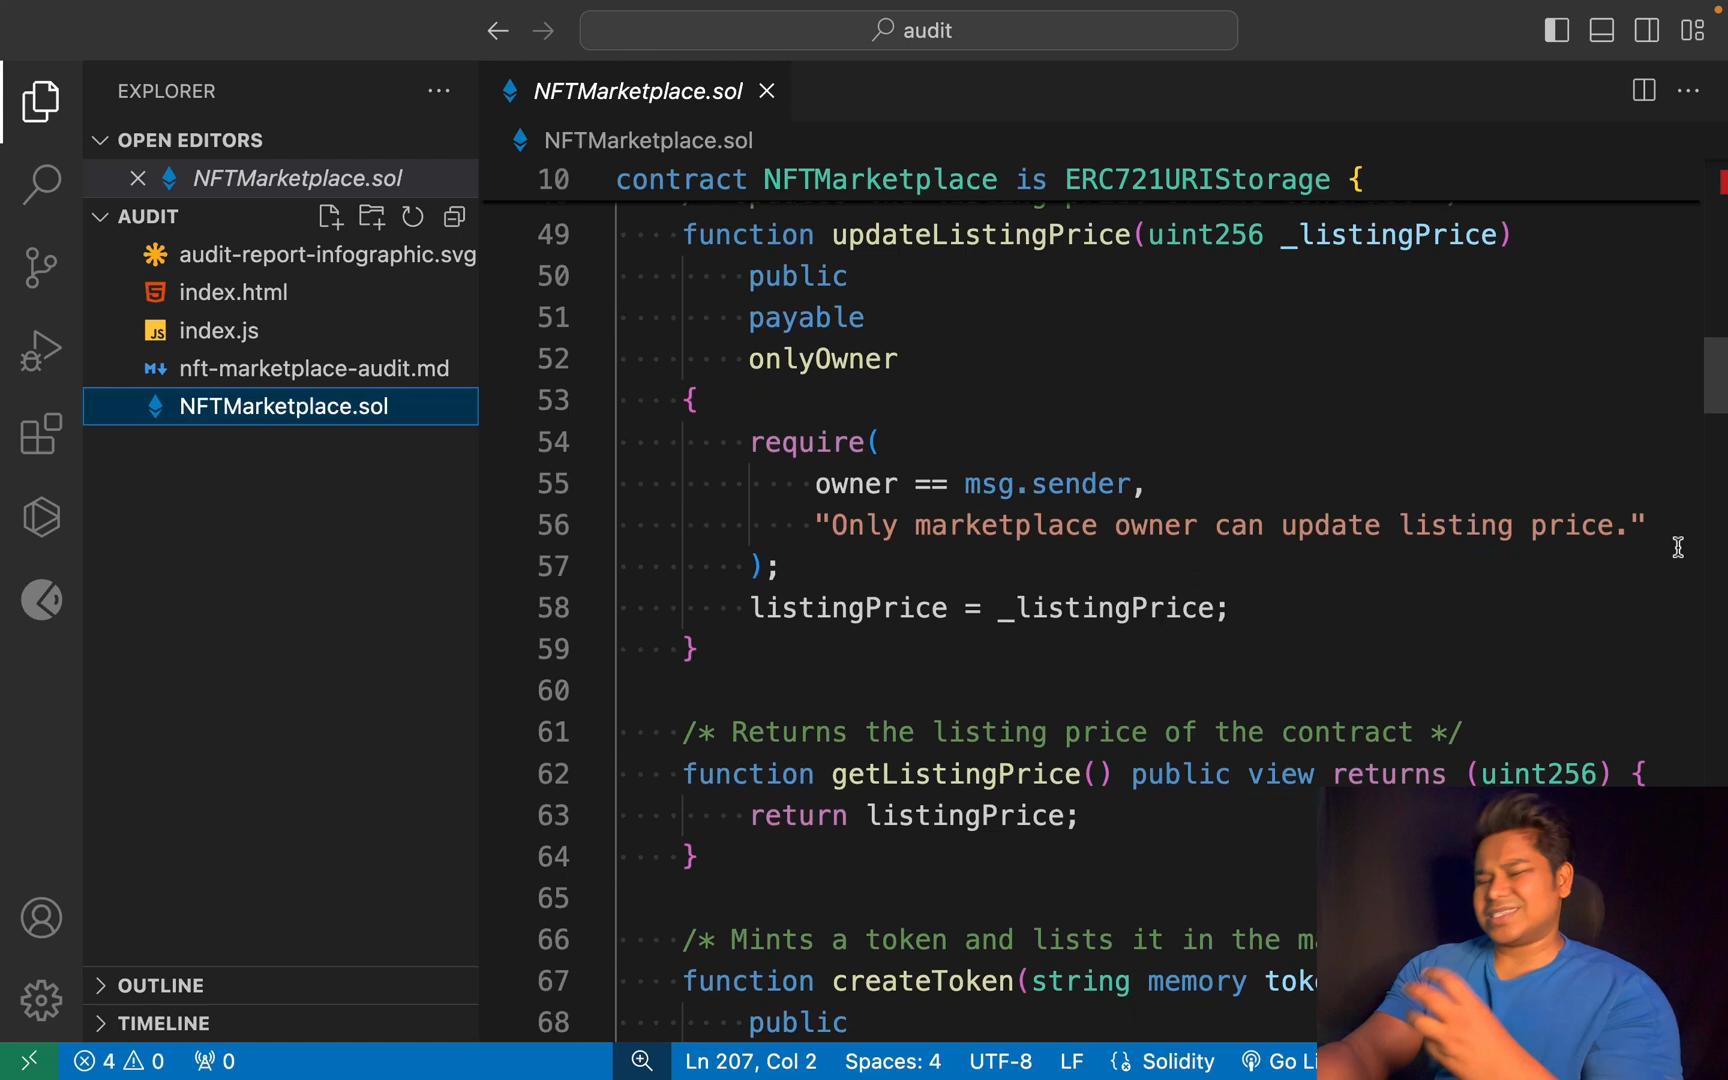 audit
EXPLORER
OPEN EDITORS
NFTMarketplace.sol
AUDIT
audit-report-infographic.svg
index.html
JS index.js
nft-marketplace-audit.md
NFTMarketplace.sol
OUTLINE
TIMELINE
NFTMarketplace.sol
NFTMarketplace.sol
10 contract NFTMarketplace is ERC721URIStorage {
49 function updateListingPrice(uint256 _listingPrice)
50 public
51 payable
52 onlyOwner
53 {
54 require(
55 owner == msg.sender,
56 "Only marketplace owner can update listing price."
57 );
58 listingPrice = _listingPrice;
59 }
60
61 /* Returns the listing price of the contract */
62 function getListingPrice() public view returns (uint256) {
63 return listingPrice;
64 }
65
66 /* Mints a token and lists it in the
67 function createToken(string memory
68 public
4 0 0 Ln 207, Col 2 Spaces: 4 UTF-8 LF Solidity Go